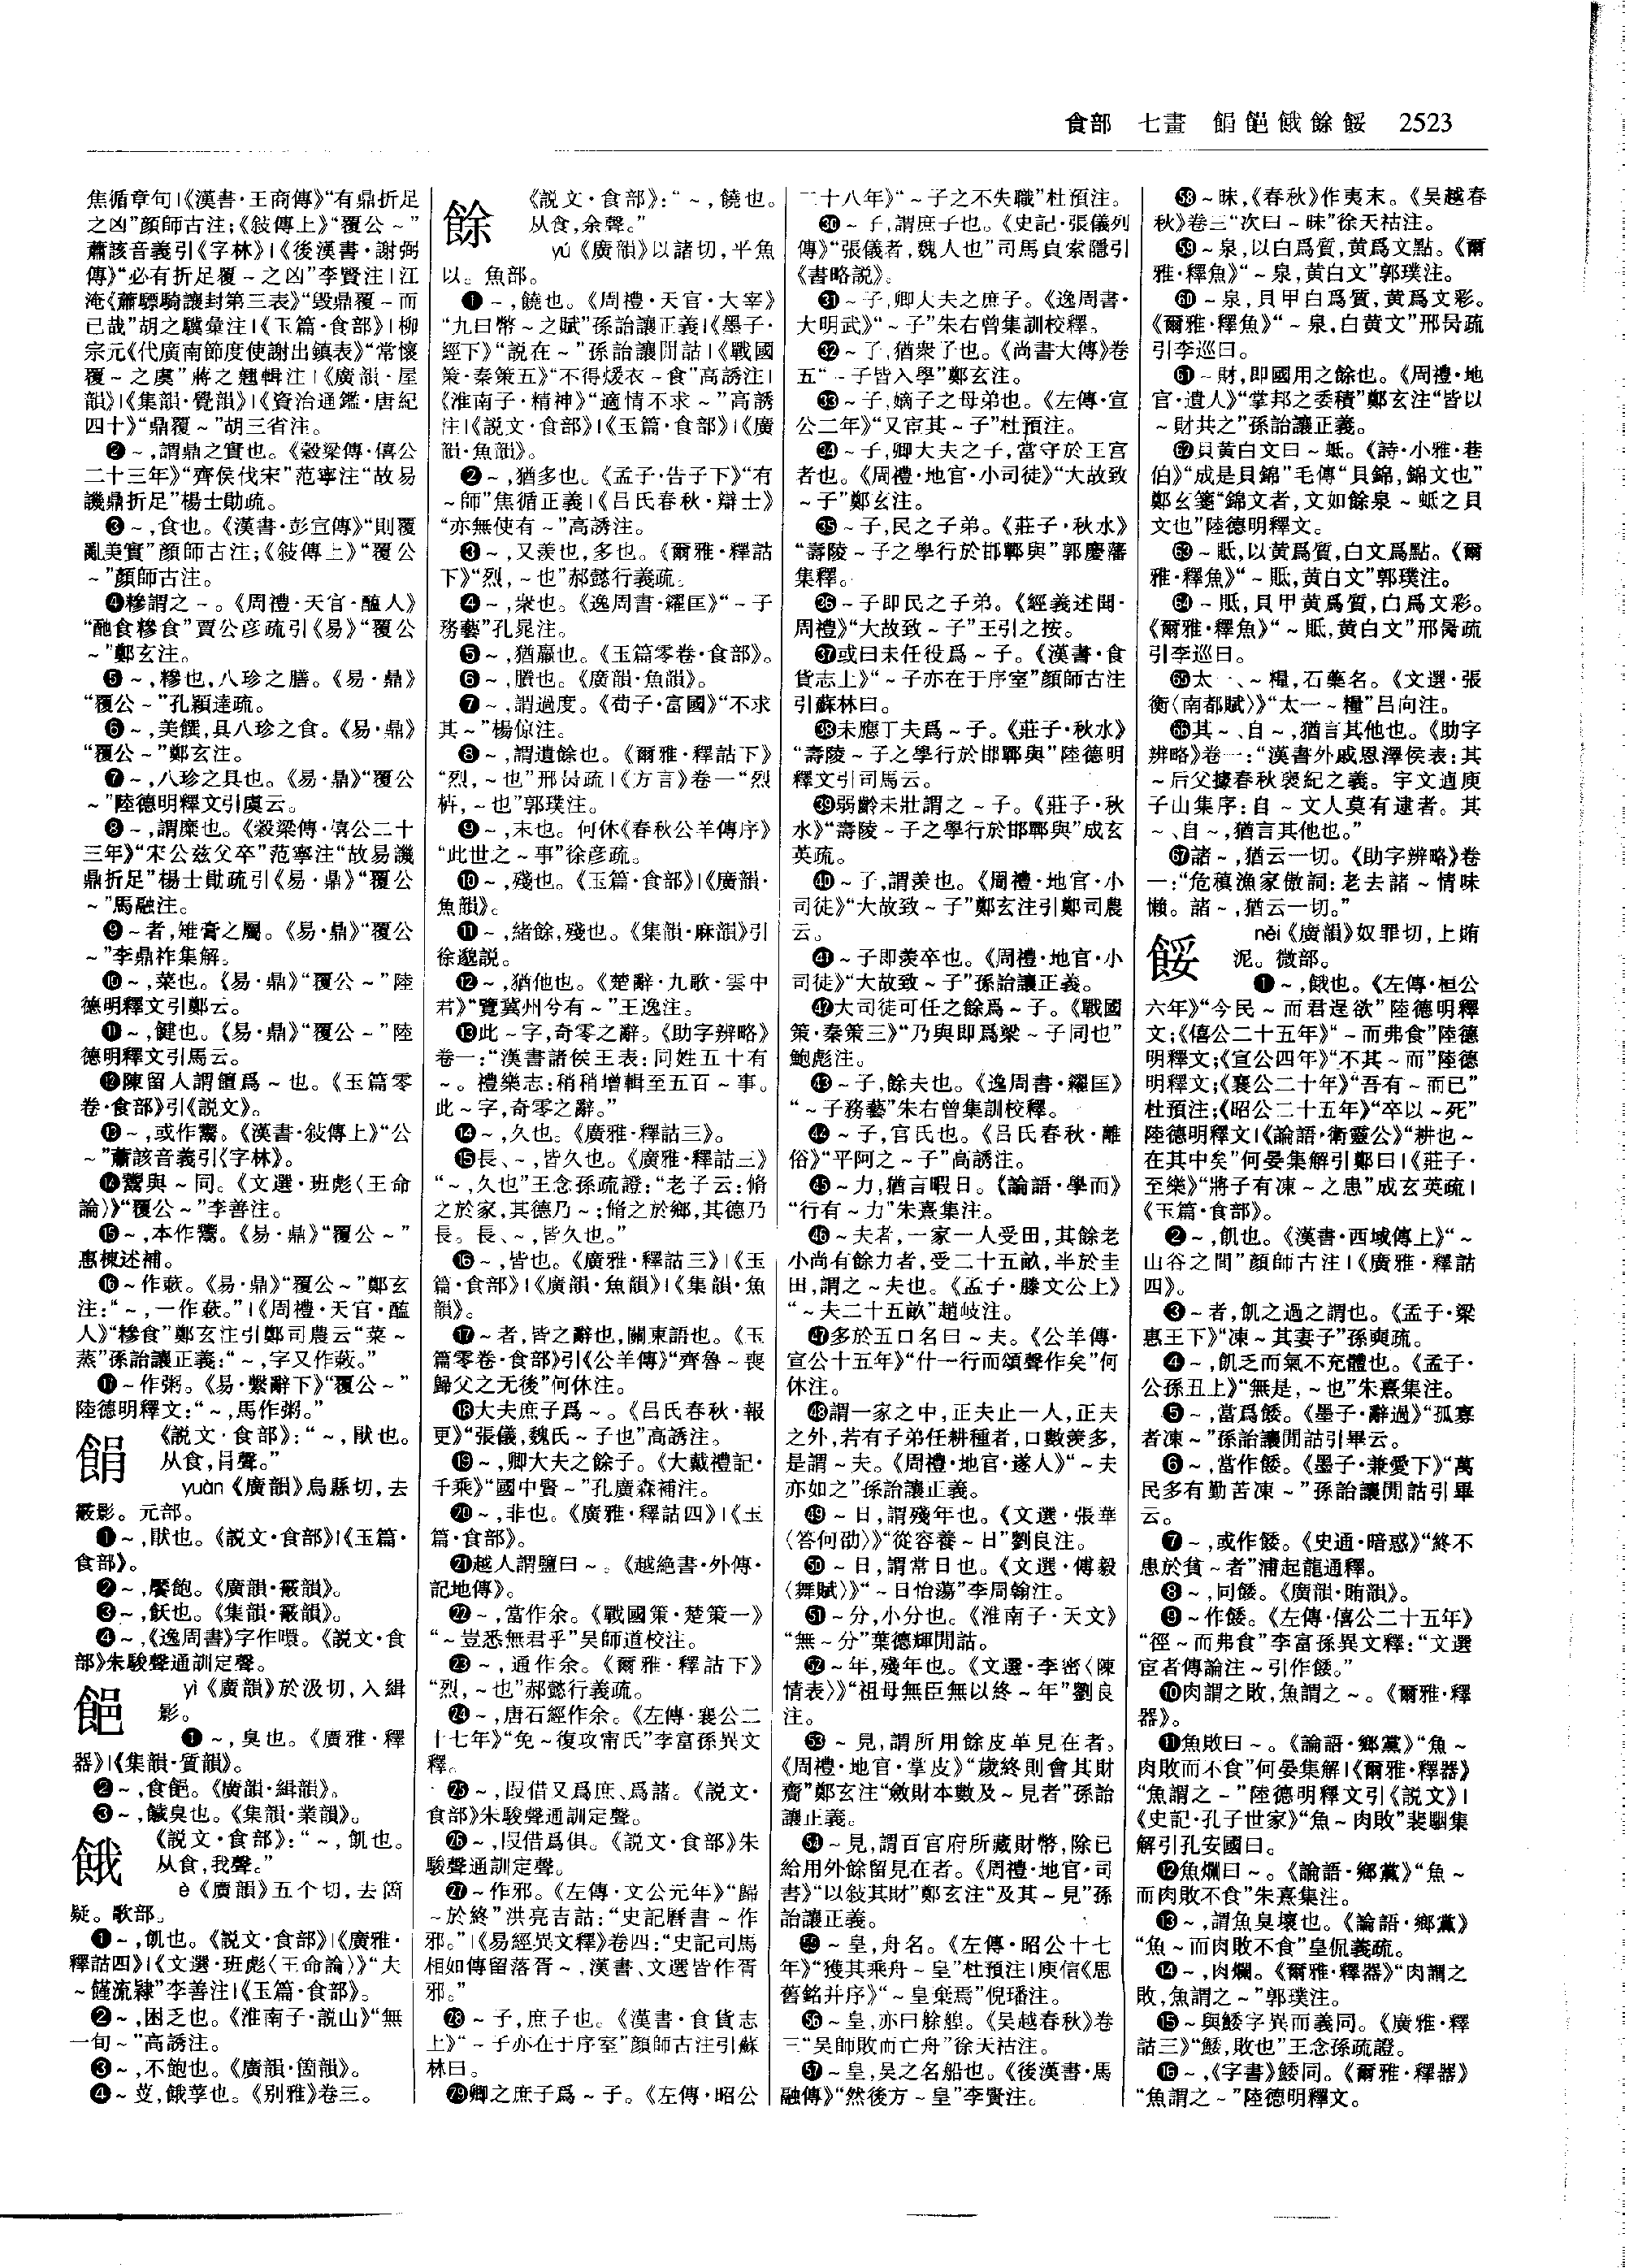 食部 七畫 餶餣餓餘餒 2523
焦循章句|《漢書·王商傳》“有鼎折足
之凶”顔師古注；《敍傳上》“覆公~”
蕭該音義引《字林》|《後漢書·謝弼
傳》“必有折足覆~之凶”李賢注|江
淹《蕭驃騎讓封第三表》“毀鼎覆~而
已哉”胡之驥彙注|《玉篇·食部》|柳
宗元《代廣南節度使謝出鎮表》“常懷
覆~之虞”蔣之翹輯注|《廣韻·屋
韻》|《集韻·覺韻》|《資治通鑑·唐紀
四十》“鼎覆~”胡三省注。
❷~，謂鼎之實也。《穀梁傳·僖公
二十三年》“齊侯伐宋”范寧注“故易
譏鼎折足”楊士勛疏。
❸~，食也。《漢書·彭宣傳》“則覆
亂美實”顔師古注；《敍傳上》“覆公
~”顔師古注。
❹糝謂之~。《周禮·天官·醢人》
“酏食糝食”賈公彦疏引《易》“覆公
~”鄭玄注。
❺~，糝也，八珍之膳。《易·鼎》
“覆公~”孔穎達疏。
❻~，美饌，具八珍之食。《易·鼎》
“覆公~”鄭玄注。
❼~，八珍之具也。《易·鼎》“覆公
~”陸德明釋文引虞云。
❽~，謂糜也。《穀梁傳·僖公二十
三年》“宋公兹父卒”范寧注“故易譏
鼎折足”楊士勛疏引《易·鼎》“覆公
~”馬融注。
❾~者，雉膏之屬。《易·鼎》“覆公
~”李鼎祚集解。
❿~，菜也。《易·鼎》“覆公~”陸
德明釋文引鄭云。
⓫~，健也。《易·鼎》“覆公~”陸
德明釋文引馬云。
⓬陳留人謂饘爲~也。《玉篇零
卷·食部》引《説文》。
⓭~，或作鬻。《漢書·敍傳上》“公
~”蕭該音義引《字林》。
⓮鬻與~同。《文選·班彪〈王命
論〉》“覆公~”李善注。
⓯~，本作鬻。《易·鼎》“覆公~”
惠棟述補。
⓰~作蔌。《易·鼎》“覆公~”鄭玄
注：“~，一作蔌。”|《周禮·天官·醢
人》“糝食”鄭玄注引鄭司農云“菜~
蒸”孫詒讓正義：“~，字又作蔌。”
⓱~作粥。《易·繫辭下》“覆公~”
陸德明釋文：“~，馬作粥。”
餶 《説文·食部》：“~，猒也。
从食，肙聲。”
yuàn《廣韻》烏縣切，去
霰影。元部。
❶~，猒也。《説文·食部》|《玉篇·
食部》。
❷~，饜飽。《廣韻·霰韻》。
❸~，飫也。《集韻·霰韻》。
❹~，《逸周書》字作噮。《説文·食
部》朱駿聲通訓定聲。
餣 yì《廣韻》於汲切，入緝
影。
❶~，臭也。《廣雅·釋
器》|《集韻·質韻》。
❷~，食餣。《廣韻·緝韻》。
❸~，饐臭也。《集韻·業韻》。
餓 《説文·食部》：“~，飢也。
从食，我聲。”
è《廣韻》五个切，去箇
疑。歌部。
❶~，飢也。《説文·食部》|《廣雅·
釋詁四》|《文選·班彪〈王命論〉》“大
~饉流隸”李善注|《玉篇·食部》。
❷~，困乏也。《淮南子·説山》“無
一旬~”高誘注。
❸~，不飽也。《廣韻·箇韻》。
❹~䒥，餓莩也。《别雅》卷三。
餘 《説文·食部》：“~，饒也。
从食，余聲。”
yú《廣韻》以諸切，平魚
以。魚部。
❶~，饒也。《周禮·天官·大宰》
“九曰幣~之賦”孫詒讓正義|《墨子·
經下》“説在~”孫詒讓閒詁|《戰國
策·秦策五》“不得煖衣~食”高誘注|
《淮南子·精神》“適情不求~”高誘
注|《説文·食部》|《玉篇·食部》|《廣
韻·魚韻》。
❷~，猶多也。《孟子·告子下》“有
~師”焦循正義|《吕氏春秋·辯士》
“亦無使有~”高誘注。
❸~，又羨也，多也。《爾雅·釋詁
下》“烈，~也”郝懿行義疏。
❹~，衆也。《逸周書·糴匡》“~子
務藝”孔晁注。
❺~，猶羸也。《玉篇零卷·食部》。
❻~，賸也。《廣韻·魚韻》。
❼~，謂過度。《荀子·富國》“不求
其~”楊倞注。
❽~，謂遺餘也。《爾雅·釋詁下》
“烈，~也”邢昺疏|《方言》卷一“烈
枿，~也”郭璞注。
❾~，末也。何休《春秋公羊傳序》
“此世之~事”徐彦疏。
❿~，殘也。《玉篇·食部》|《廣韻·
魚韻》。
⓫~，緒餘，殘也。《集韻·麻韻》引
徐邈説。
⓬~，猶他也。《楚辭·九歌·雲中
君》“覽冀州兮有~”王逸注。
⓭此~字，奇零之辭。《助字辨略》
卷一：“漢書諸侯王表：同姓五十有
~。禮樂志：稍稍增輯至五百~事。
此~字，奇零之辭。”
⓮~，久也。《廣雅·釋詁三》。
⓯長、~，皆久也。《廣雅·釋詁三》
“~，久也”王念孫疏證：“老子云：脩
之於家，其德乃~；脩之於鄉，其德乃
長。長、~，皆久也。”
⓰~，皆也。《廣雅·釋詁三》|《玉
篇·食部》|《廣韻·魚韻》|《集韻·魚
韻》。
⓱~者，皆之辭也，關東語也。《玉
篇零卷·食部》引《公羊傳》“齊魯~喪
歸父之无後”何休注。
⓲大夫庶子爲~。《吕氏春秋·報
更》“張儀，魏氏~子也”高誘注。
⓳~，卿大夫之餘子。《大戴禮記·
千乘》“國中賢~”孔廣森補注。
⓴~，非也。《廣雅·釋詁四》|《玉
篇·食部》。
㉑越人謂鹽曰~。《越絶書·外傳·
記地傳》。
㉒~，當作余。《戰國策·楚策一》
“~豈悉無君乎”吴師道校注。
㉓~，通作余。《爾雅·釋詁下》
“烈，~也”郝懿行義疏。
㉔~，唐石經作余。《左傳·襄公二
十七年》“免~復攻甯氏”李富孫異文
釋。
㉕~，叚借又爲庶、爲諸。《説文·
食部》朱駿聲通訓定聲。
㉖~，叚借爲俱。《説文·食部》朱
駿聲通訓定聲。
㉗~作邪。《左傳·文公元年》“歸
~於終”洪亮吉詁：“史記曆書~作
邪。”|《易經異文釋》卷四：“史記司馬
相如傳留落胥~，漢書、文選皆作胥
邪。”
㉘~子，庶子也。《漢書·食貨志
上》“~子亦在于序室”顔師古注引蘇
林曰。
㉙卿之庶子爲~子。《左傳·昭公
二十八年》“~子之不失職”杜預注。
㉚~子，謂庶子也。《史記·張儀列
傳》“張儀者，魏人也”司馬貞索隱引
《書略説》。
㉛~子，卿大夫之庶子。《逸周書·
大明武》“~子”朱右曾集訓校釋。
㉜~子，猶衆子也。《尚書大傳》卷
五“~子皆入學”鄭玄注。
㉝~子，嫡子之母弟也。《左傳·宣
公二年》“又宦其~子”杜預注。
㉞~子，卿大夫之子，當守於王宫
者也。《周禮·地官·小司徒》“大故致
~子”鄭玄注。
㉟~子，民之子弟。《莊子·秋水》
“壽陵~子之學行於邯鄲與”郭慶藩
集釋。
㊱~子即民之子弟。《經義述聞·
周禮》“大故致~子”王引之按。
㊲或曰未任役爲~子。《漢書·食
貨志上》“~子亦在于序室”顔師古注
引蘇林曰。
㊳未應丁夫爲~子。《莊子·秋水》
“壽陵~子之學行於邯鄲與”陸德明
釋文引司馬云。
㊴弱齡未壯謂之~子。《莊子·秋
水》“壽陵~子之學行於邯鄲與”成玄
英疏。
㊵~子，謂羨也。《周禮·地官·小
司徒》“大故致~子”鄭玄注引鄭司農
云。
㊶~子即羨卒也。《周禮·地官·小
司徒》“大故致~子”孫詒讓正義。
㊷大司徒可任之餘爲~子。《戰國
策·秦策三》“乃與即爲梁~子同也”
鮑彪注。
㊸~子，餘夫也。《逸周書·糴匡》
“~子務藝”朱右曾集訓校釋。
㊹~子，官氏也。《吕氏春秋·離
俗》“平阿之~子”高誘注。
㊺~力，猶言暇日。《論語·學而》
“行有~力”朱熹集注。
㊻~夫者，一家一人受田，其餘老
小尚有餘力者，受二十五畝，半於圭
田，謂之~夫也。《孟子·滕文公上》
“~夫二十五畝”趙岐注。
㊼多於五口名曰~夫。《公羊傳·
宣公十五年》“什一行而頌聲作矣”何
休注。
㊽謂一家之中，正夫止一人，正夫
之外，若有子弟任耕種者，口數羨多，
是謂~夫。《周禮·地官·遂人》“~夫
亦如之”孫詒讓正義。
㊾~日，謂殘年也。《文選·張華
〈答何劭〉》“從容養~日”劉良注。
㊿~日，謂常日也。《文選·傅毅
〈舞賦〉》“~日怡蕩”李周翰注。
51~分，小分也。《淮南子·天文》
“無~分”葉德輝閒詁。
52~年，殘年也。《文選·李密〈陳
情表〉》“祖母無臣無以終~年”劉良
注。
53~見，謂所用餘皮革見在者。
《周禮·地官·掌皮》“歲終則會其財
齎”鄭玄注“斂財本數及~見者”孫詒
讓正義。
54~見，謂百官府所藏財幣，除已
給用外餘留見在者。《周禮·地官·司
書》“以敍其財”鄭玄注“及其~見”孫
詒讓正義。
55~皇，舟名。《左傳·昭公十七
年》“獲其乘舟~皇”杜預注|庾信《思
舊銘并序》“~皇棄焉”倪璠注。
56~皇，亦曰艅艎。《吴越春秋》卷
三“吴師敗而亡舟”徐天祜注。
57~皇，吴之名船也。《後漢書·馬
融傳》“然後方~皇”李賢注。
58~昧，《春秋》作夷末。《吴越春
秋》卷三“次曰~昧”徐天祜注。
59~泉，以白爲質，黄爲文點。《爾
雅·釋魚》“~泉，黄白文”郭璞注。
60~泉，貝甲白爲質，黄爲文彩。
《爾雅·釋魚》“~泉，白黄文”邢昺疏
引李巡曰。
61~財，即國用之餘也。《周禮·地
官·遺人》“掌邦之委積”鄭玄注“皆以
~財共之”孫詒讓正義。
62貝黄白文曰~蚳。《詩·小雅·巷
伯》“成是貝錦”毛傳“貝錦，錦文也”
鄭玄箋“錦文者，文如餘泉~蚳之貝
文也”陸德明釋文。
63~貾，以黄爲質，白文爲點。《爾
雅·釋魚》“~貾，黄白文”郭璞注。
64~貾，貝甲黄爲質，白爲文彩。
《爾雅·釋魚》“~貾，黄白文”邢昺疏
引李巡曰。
65太一、~糧，石藥名。《文選·張
衡〈南都賦〉》“太一~糧”吕向注。
66其~、自~，猶言其他也。《助字
辨略》卷一：“漢書外戚恩澤侯表：其
~后父據春秋褒紀之義。宇文逌庾
子山集序：自~文人莫有逮者。其
~、自~，猶言其他也。”
67諸~，猶云一切。《助字辨略》卷
一：“危稹漁家傲詞：老去諸~情味
懶。諸~，猶云一切。”
餒 něi《廣韻》奴罪切，上賄
泥。微部。
❶~，餓也。《左傳·桓公
六年》“今民~而君逞欲”陸德明釋
文；《僖公二十五年》“~而弗食”陸德
明釋文；《宣公四年》“不其~而”陸德
明釋文；《襄公二十年》“吾有~而已”
杜預注；《昭公二十五年》“卒以~死”
陸德明釋文|《論語·衛靈公》“耕也~
在其中矣”何晏集解引鄭曰|《莊子·
至樂》“將子有凍~之患”成玄英疏|
《玉篇·食部》。
❷~，飢也。《漢書·西域傳上》“~
山谷之間”顔師古注|《廣雅·釋詁
四》。
❸~者，飢之過之謂也。《孟子·梁
惠王下》“凍~其妻子”孫奭疏。
❹~，飢乏而氣不充體也。《孟子·
公孫丑上》“無是，~也”朱熹集注。
❺~，當爲餧。《墨子·辭過》“孤寡
者凍~”孫詒讓閒詁引畢云。
❻~，當作餧。《墨子·兼愛下》“萬
民多有勤苦凍~”孫詒讓閒詁引畢
云。
❼~，或作餧。《史通·暗惑》“終不
患於貧~者”浦起龍通釋。
❽~，同餧。《廣韻·賄韻》。
❾~作餧。《左傳·僖公二十五年》
“徑~而弗食”李富孫異文釋：“文選
宦者傳論注~引作餧。”
❿肉謂之敗，魚謂之~。《爾雅·釋
器》。
⓫魚敗曰~。《論語·鄉黨》“魚~
肉敗而不食”何晏集解|《爾雅·釋器》
“魚謂之~”陸德明釋文引《説文》|
《史記·孔子世家》“魚~肉敗”裴駰集
解引孔安國曰。
⓬魚爛曰~。《論語·鄉黨》“魚~
而肉敗不食”朱熹集注。
⓭~，謂魚臭壞也。《論語·鄉黨》
“魚~而肉敗不食”皇侃義疏。
⓮~，肉爛。《爾雅·釋器》“肉謂之
敗，魚謂之~”郭璞注。
⓯~與鯘字異而義同。《廣雅·釋
詁三》“鯘，敗也”王念孫疏證。
⓰~，《字書》鯘同。《爾雅·釋器》
“魚謂之~”陸德明釋文。